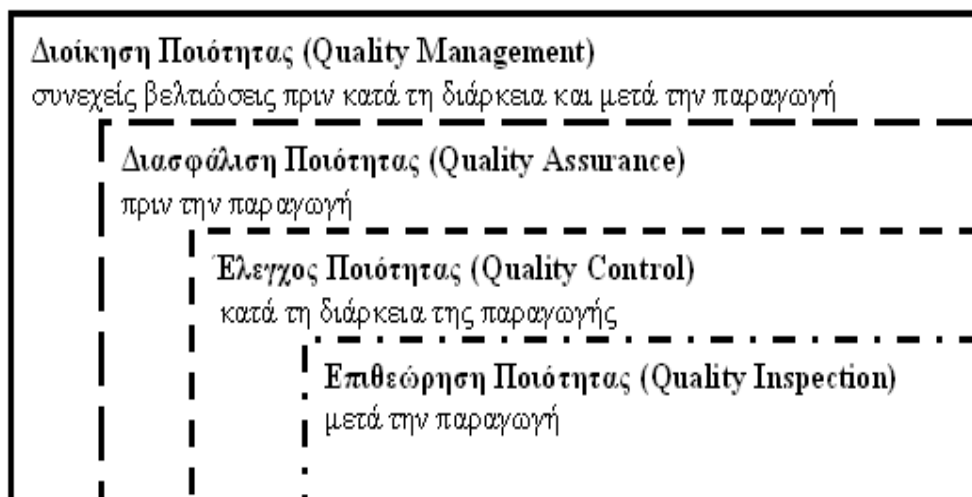 Διοίκηση Ποιότητας (Quality Management)
συνεχείς βελτιώσεις πριν κατά τη διάρκεια και μετά την παραγωγή
Διασφάλιση Ποιότητας (Quality Assurance)
πριν την παραγωγή
Έλεγχος Ποιότητας (Quality Control)
κατά τη διάρκεια της παραγωγής
Επιθεώρηση Ποιότητας (Quality Inspection)
μετά την παραγωγή